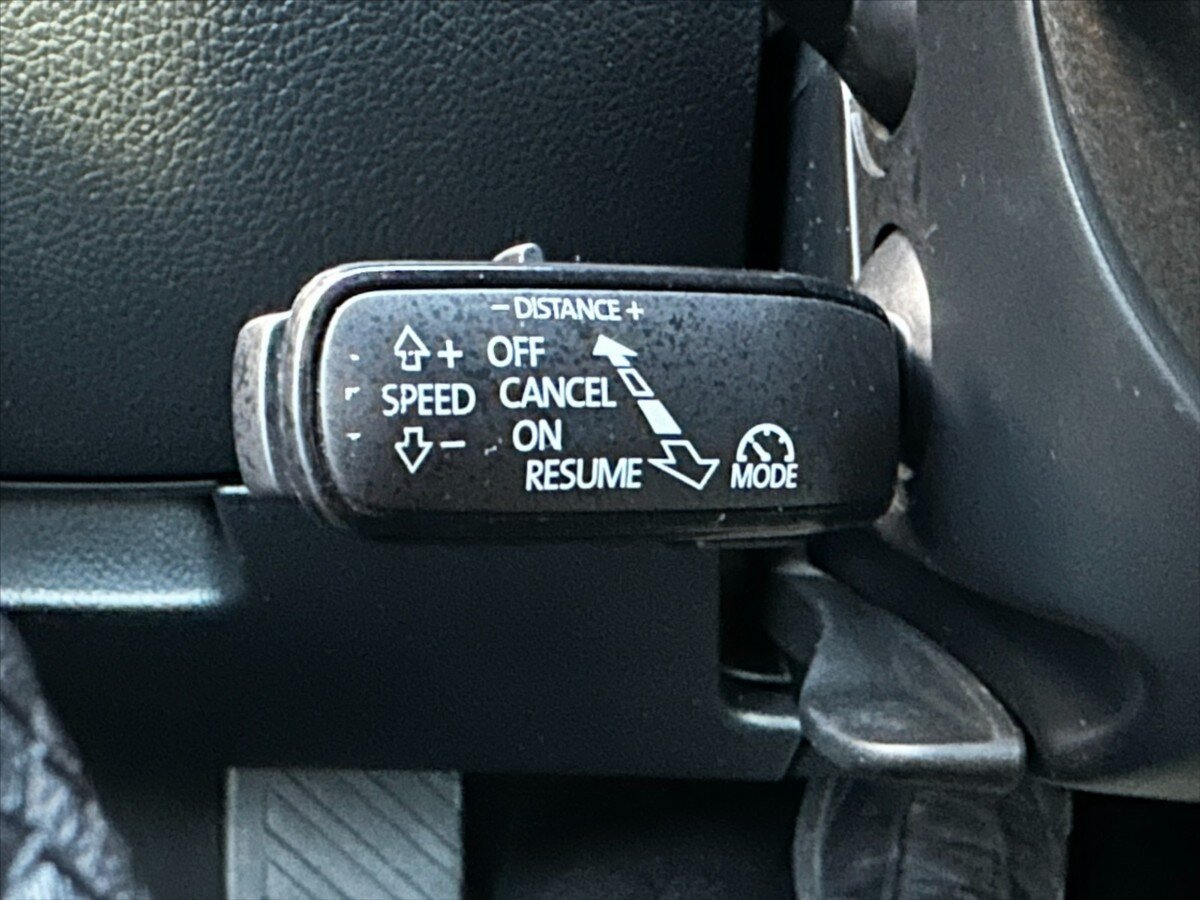 - DISTANCE +
+ OFF
SPEED CANCEL
- ON
RESUME
MODE